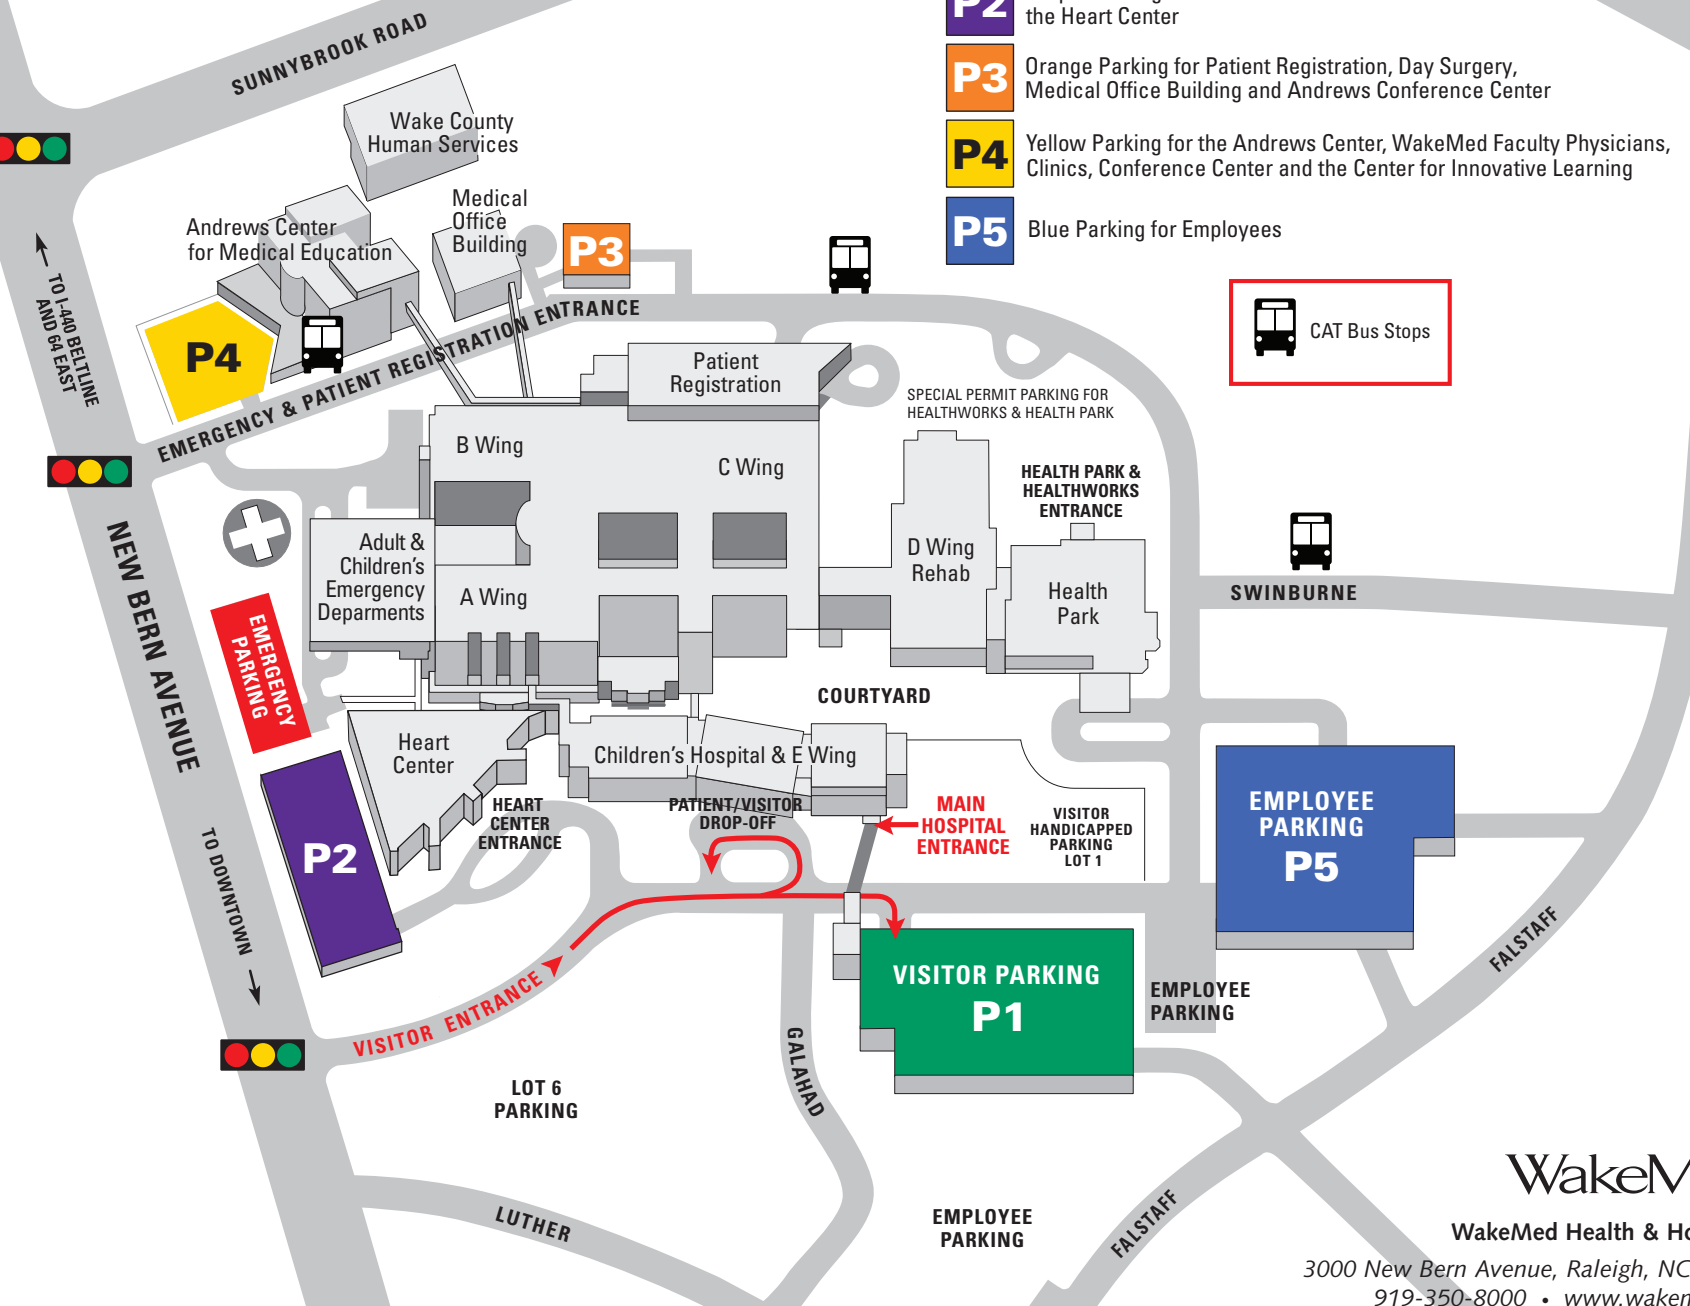 SUNNYBROOK ROAD
P2
the Heart Center
P3
Orange Parking for Patient Registration, Day Surgery,
Medical Office Building and Andrews Conference Center
P4
Yellow Parking for the Andrews Center, WakeMed Faculty Physicians,
Clinics, Conference Center and the Center for Innovative Learning
P5
Blue Parking for Employees
CAT Bus Stops
Wake County
Human Services
Medical
Office
Building
Andrews Center
for Medical Education
P3
P4
TO I-440 BELTLINE
AND 64 EAST
EMERGENCY & PATIENT REGISTRATION ENTRANCE
Patient
Registration
SPECIAL PERMIT PARKING FOR
HEALTHWORKS & HEALTH PARK
B Wing
C Wing
HEALTH PARK &
HEALTHWORKS
ENTRANCE
Adult &
Children's
Emergency
Deparments
A Wing
D Wing
Rehab
Health
Park
SWINBURNE
NEW BERN AVENUE
EMERGENCY
PARKING
COURTYARD
Heart
Center
Children's Hospital & E Wing
HEART
CENTER
ENTRANCE
PATIENT/VISITOR
DROP-OFF
MAIN
HOSPITAL
ENTRANCE
VISITOR
HANDICAPPED
PARKING
LOT 1
EMPLOYEE
PARKING
P5
P2
TO DOWNTOWN
VISITOR ENTRANCE
VISITOR PARKING
P1
EMPLOYEE
PARKING
FALSTAFF
GALAHAD
LOT 6
PARKING
LUTHER
EMPLOYEE
PARKING
FALSTAFF
WakeM
WakeMed Health & Ho
3000 New Bern Avenue, Raleigh, NC
919-350-8000 • www.waken